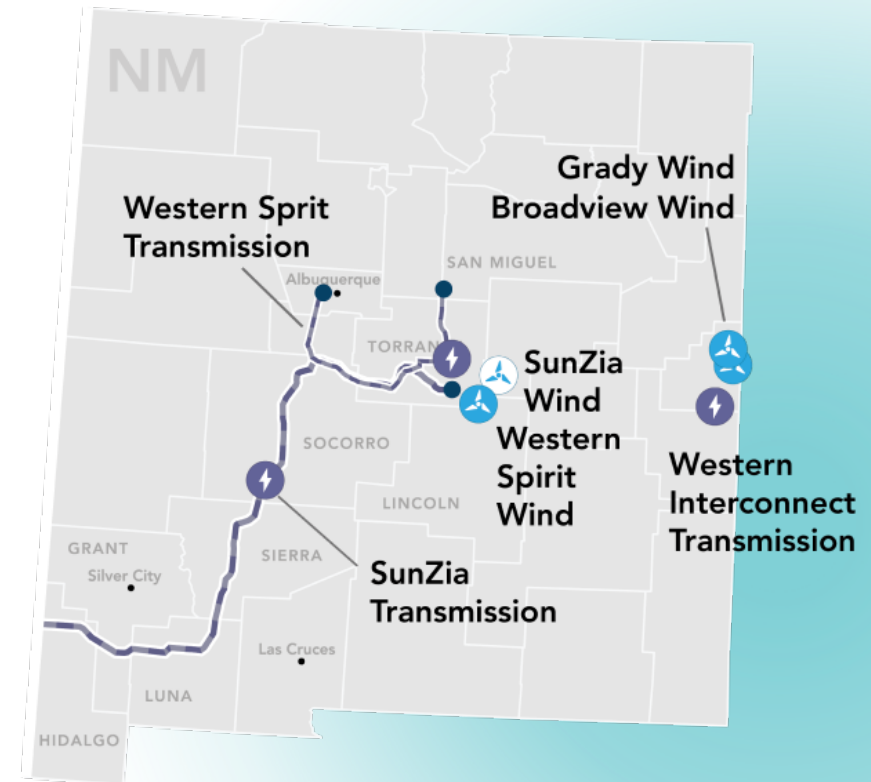 NM
Grady Wind
Broadview Wind
Western Sprit
Transmission
SAN MIGUEL
Albuquerque
TORRAN
SunZia
Wind
Western
Spirit
Wind
SOCORRO
Western
Interconnect
Transmission
LINCOLN
GRANT
SIERRA
Silver City
SunZia
Transmission
Las Cruces
LUNA
HIDALGO